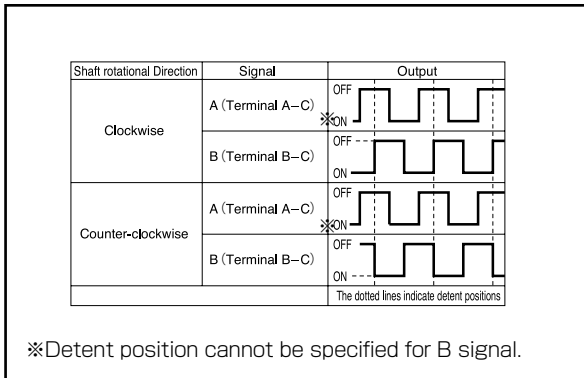 Shaft rotational Direction Signal Output
Clockwise
A (Terminal A–C)
OFF
※ON
B (Terminal B–C)
OFF
ON
Counter-clockwise
A (Terminal A–C)
OFF
※ON
B (Terminal B–C)
OFF
ON
The dotted lines indicate detent positions
※Detent position cannot be specified for B signal.